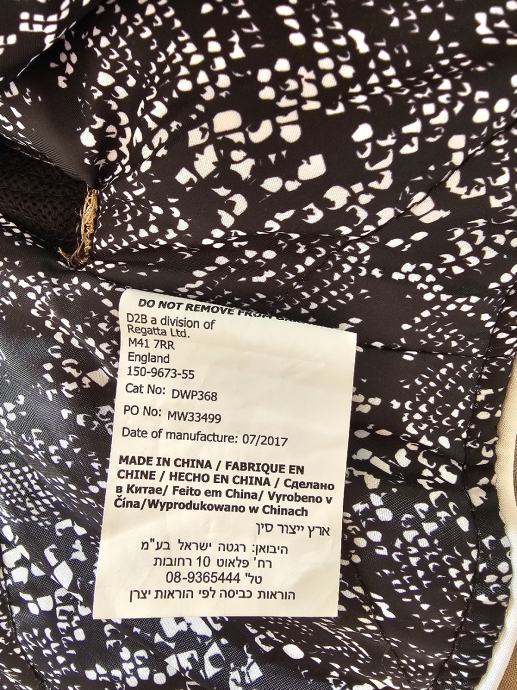 DO NOT REMOVE FROM
D2B a division of
Regatta Ltd.
M41 7RR
England
150-9673-55
Cat No: DWP368
PO No: MW33499
Date of manufacture: 07/2017
MADE IN CHINA / FABRIQUE EN
CHINE / HECHO EN CHINA / Сделано
в Китае/ Feito em China/ Vyrobeno v
Čína/Wyprodukowano w Chinach
ארץ ייצור סין
היבואן: רגטה ישראל בע"מ
רח' פלאוט 10 רחובות
טל' 08-9365444
הוראות כביסה לפי הוראות יצרן